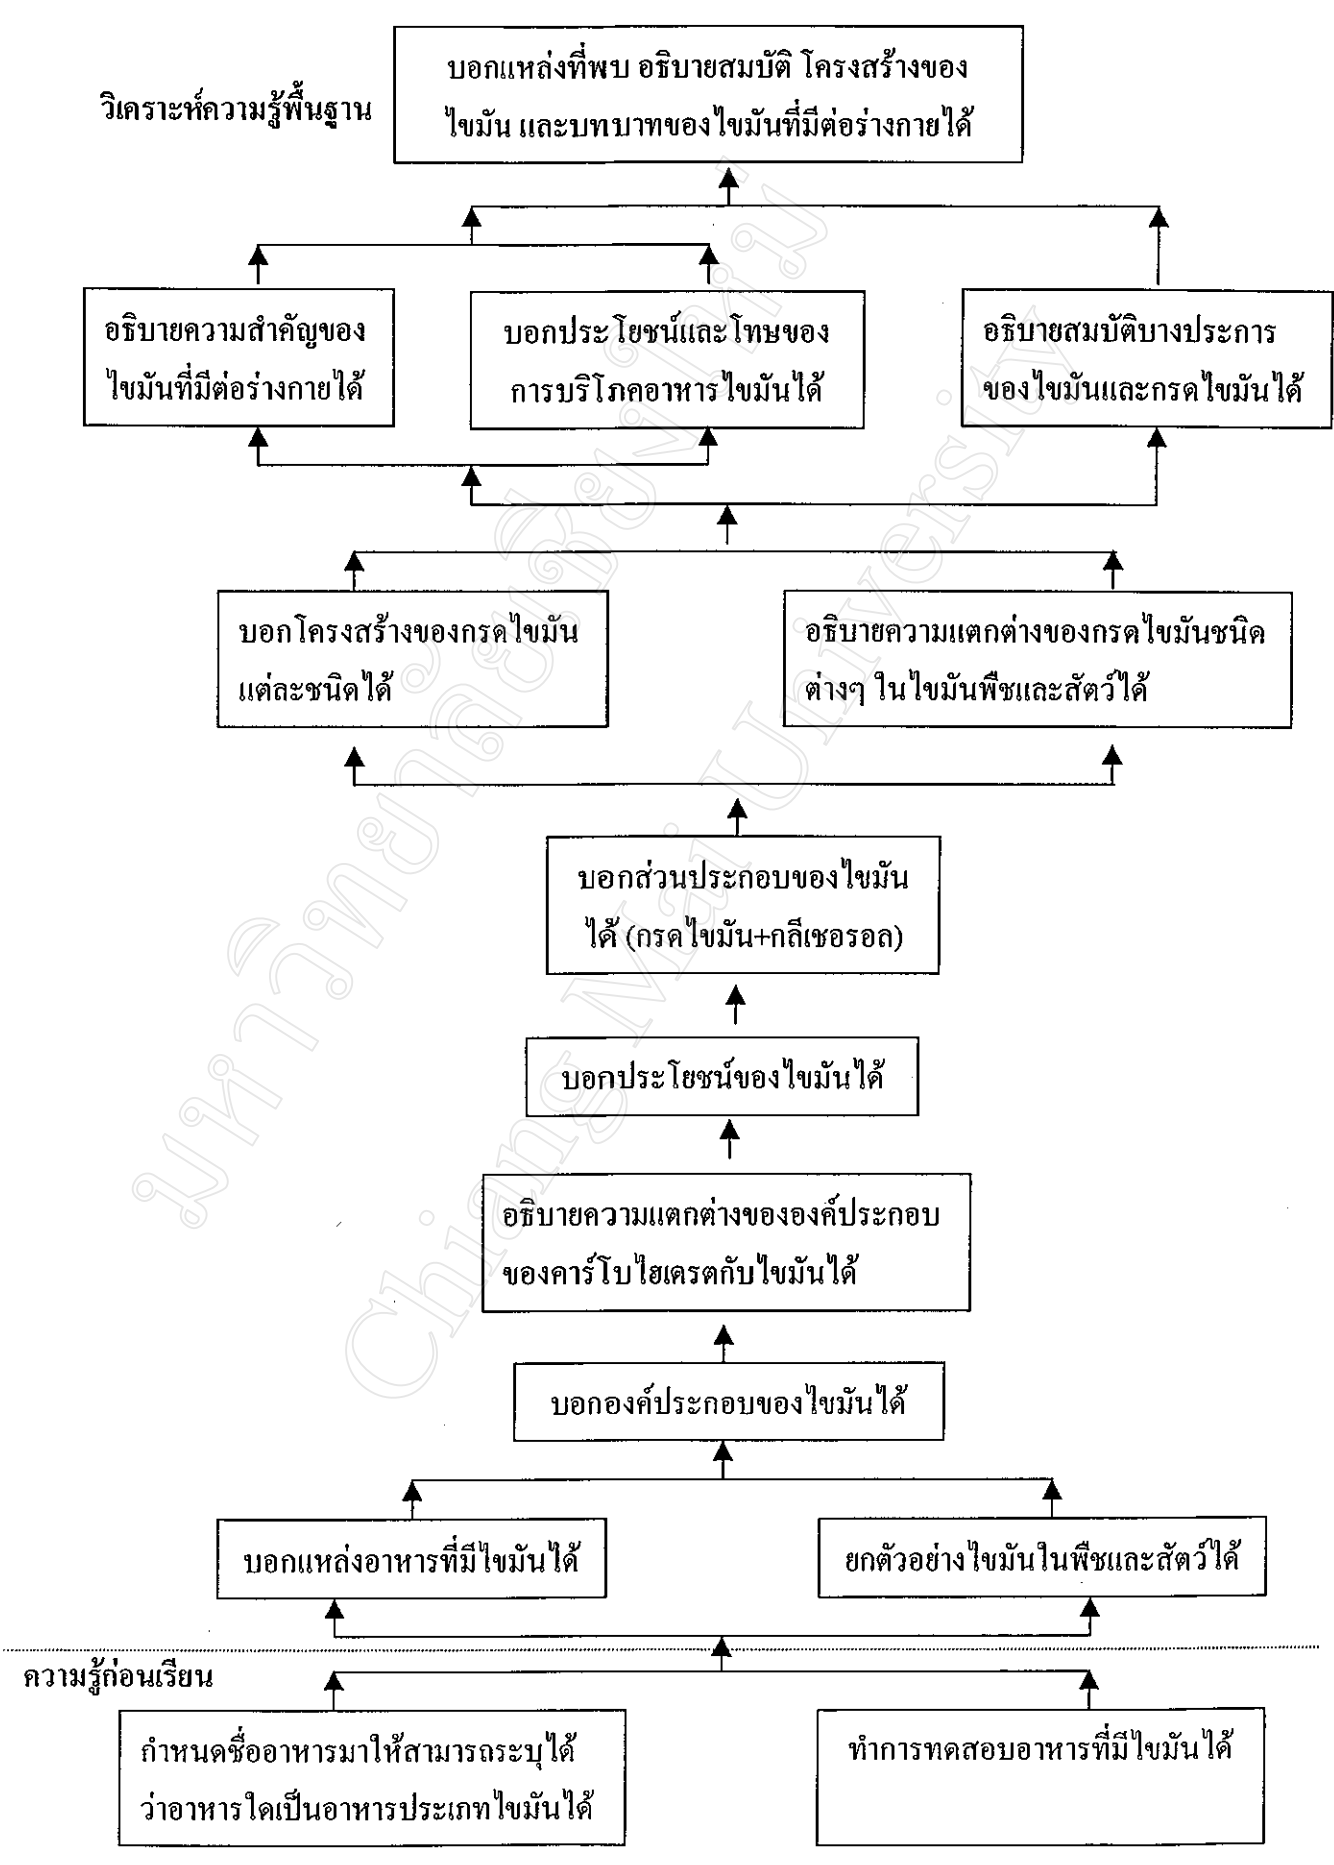 บอกแหล่งที่พบ อธิบายสมบัติ โครงสร้างของ
วิเคราะห์ความรู้พื้นฐาน
ไขมัน และบทบาทของไขมันที่มีต่อร่างกายได้
อธิบายความสำคัญของ
ไขมันที่มีต่อร่างกายได้
บอกประโยชน์และโทษของ
การบริโภคอาหารไขมันได้
อธิบายสมบัติบางประการ
ของไขมันและกรดไขมันได้
บอกโครงสร้างของกรดไขมัน
แต่ละชนิดได้
อธิบายความแตกต่างของกรดไขมันชนิด
ต่างๆ ในไขมันพืชและสัตว์ได้
บอกส่วนประกอบของไขมัน
ได้ (กรดไขมัน+กลีเซอรอล)
บอกประโยชน์ของไขมันได้
อธิบายความแตกต่างขององค์ประกอบ
ของคาร์โบไฮเดรตกับไขมันได้
บอกองค์ประกอบของไขมันได้
บอกแหล่งอาหารที่มีไขมันได้
ยกตัวอย่างไขมันในพืชและสัตว์ได้
ความรู้ก่อนเรียน
กำหนดชื่ออาหารมาให้สามารถระบุได้
ว่าอาหารใดเป็นอาหารประเภทไขมันได้
ทำการทดสอบอาหารที่มีไขมันได้
มหาวิทยาลัยเชียงใหม่
Chiang Mai University